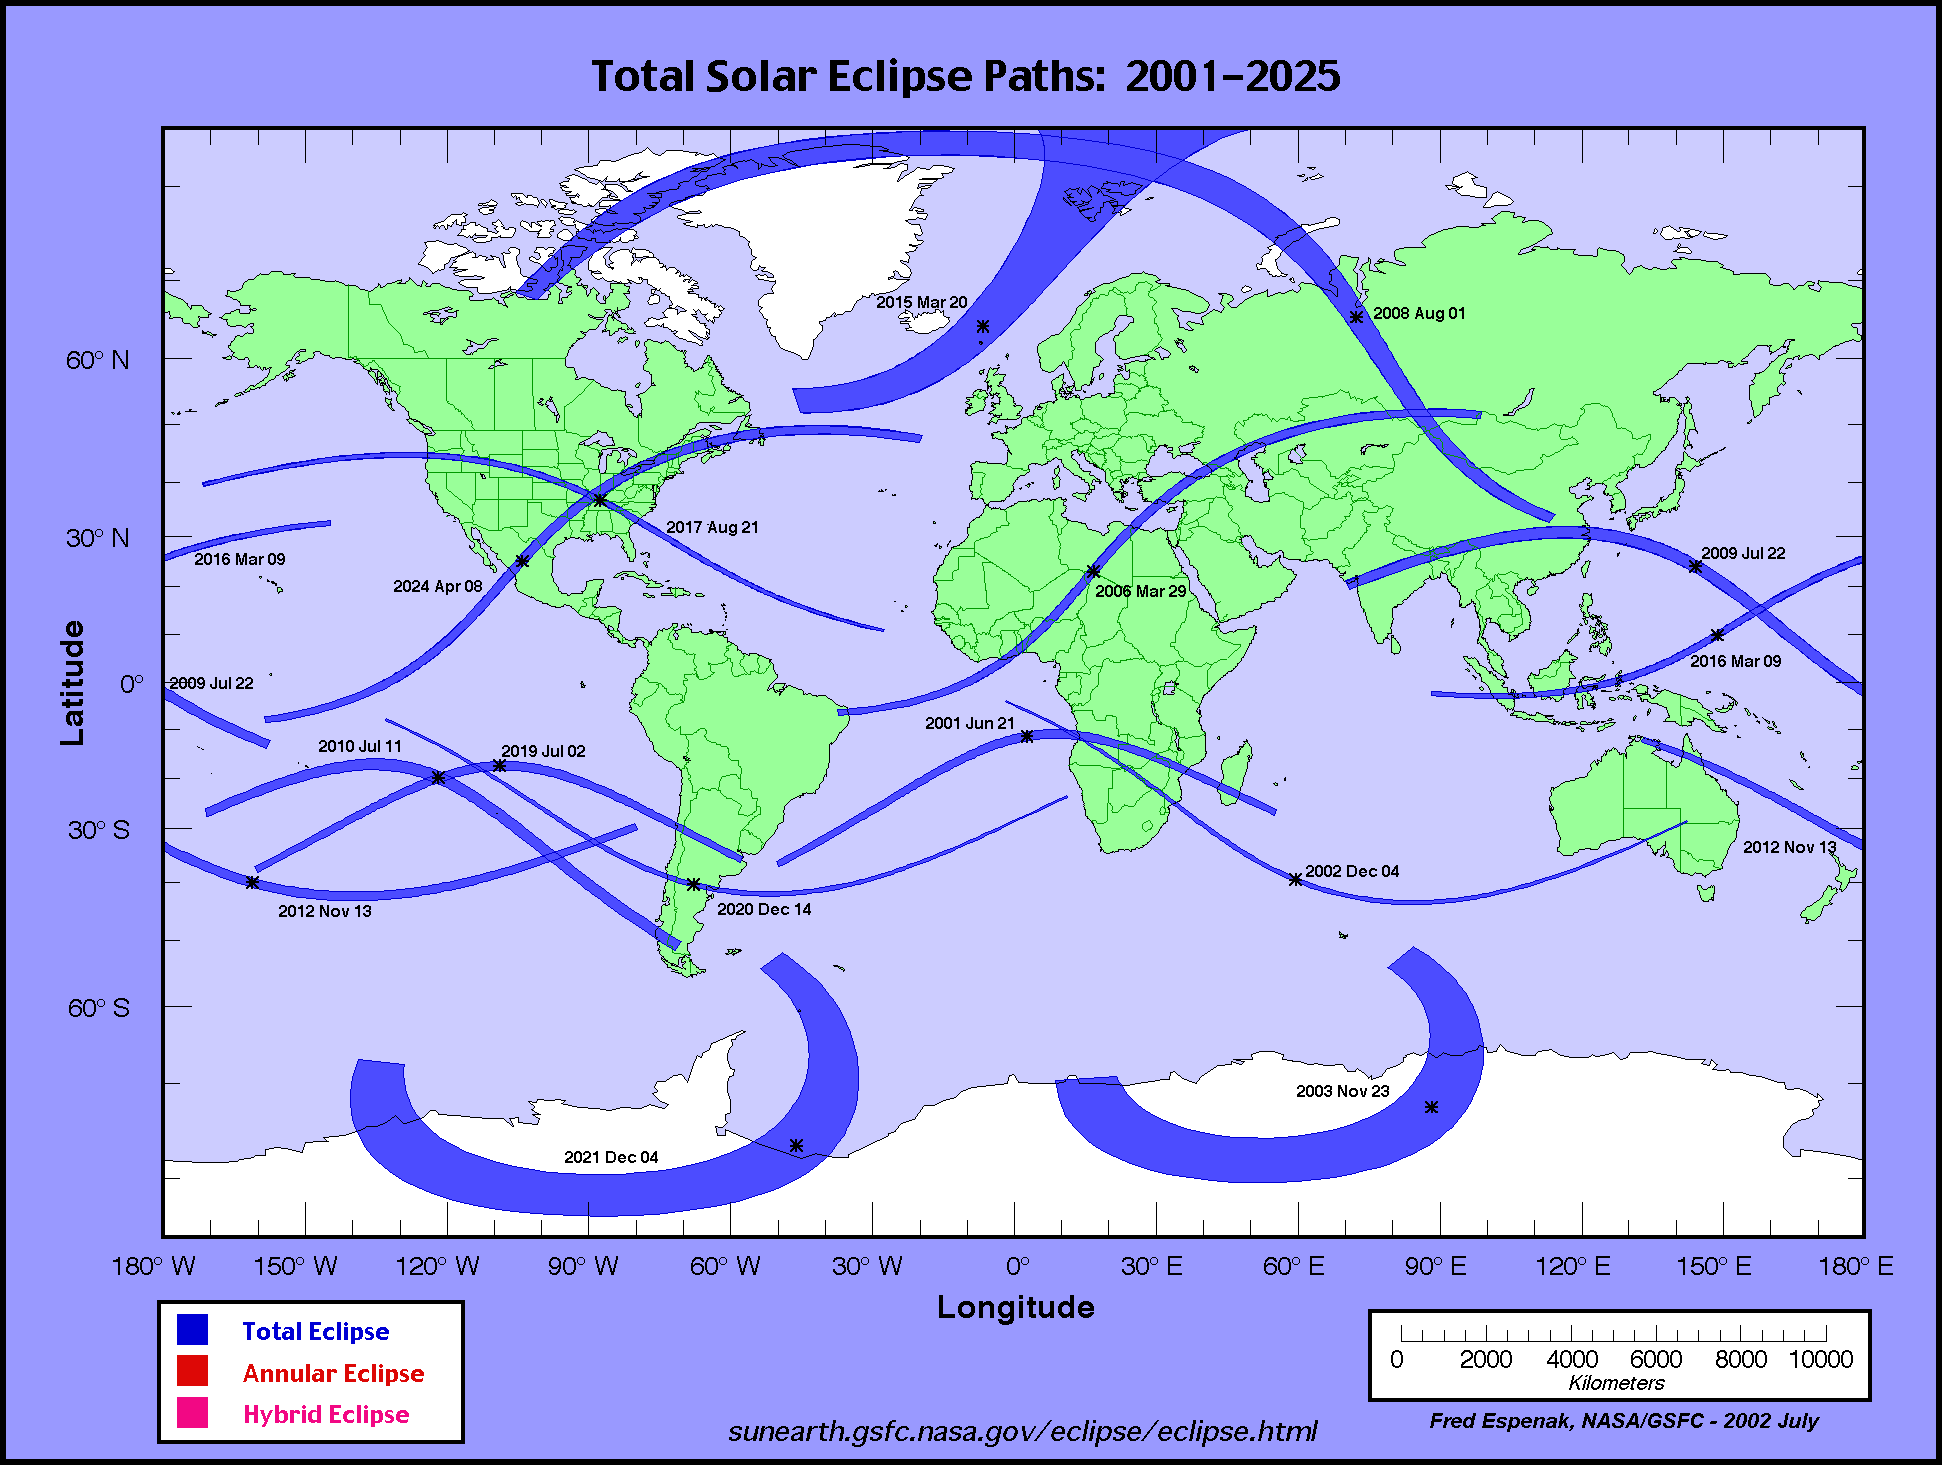 Total Solar Eclipse Paths: 2001–2025
2015 Mar 20
2008 Aug 01
60° N
2017 Aug 21
30° N
2016 Mar 09
2009 Jul 22
2024 Apr 08
2006 Mar 29
2016 Mar 09
0°
2009 Jul 22
2001 Jun 21
2010 Jul 11
2019 Jul 02
30° S
2012 Nov 13
2002 Dec 04
2012 Nov 13
2020 Dec 14
60° S
2003 Nov 23
2021 Dec 04
Latitude
180° W 150° W 120° W 90° W 60° W 30° W 0° 30° E 60° E 90° E 120° E 150° E 180° E
Longitude
Total Eclipse
Annular Eclipse
Hybrid Eclipse
0 2000 4000 6000 8000 10000
Kilometers
Fred Espenak, NASA/GSFC - 2002 July
sunearth.gsfc.nasa.gov/eclipse/eclipse.html